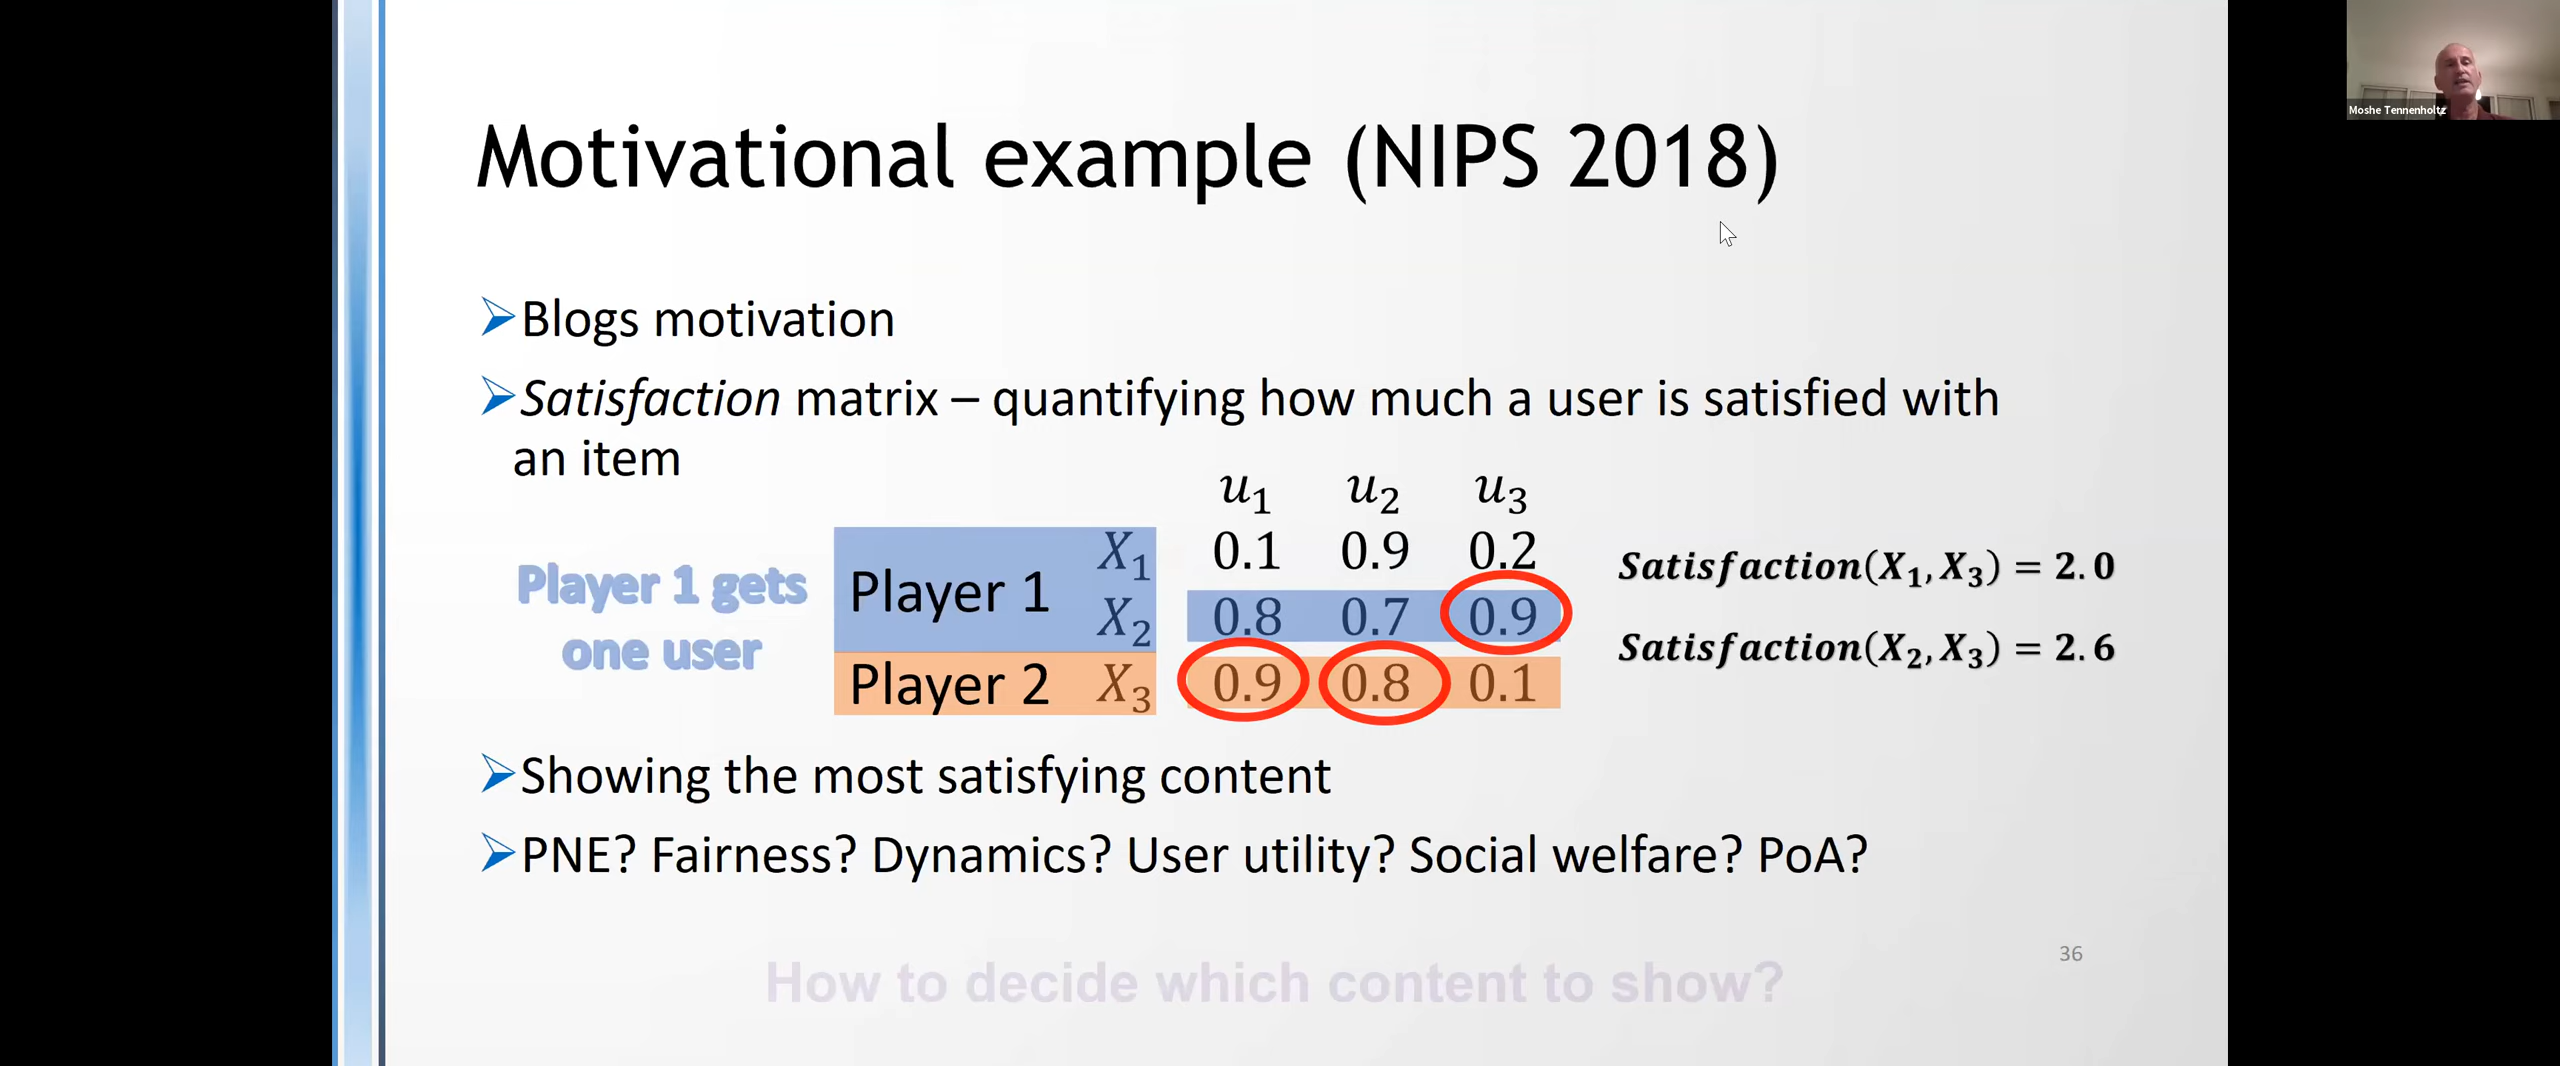 Moshe Tennenholtz
Motivational example (NIPS 2018)
Blogs motivation
Satisfaction matrix – quantifying how much a user is satisfied with
an item
u₁ u₂ u₃
Player 1 gets
one user
Player 1
X₁ 0.1 0.9 0.2
X₂ 0.8 0.7 0.9
Player 2 X₃ 0.9 0.8 0.1
Satisfaction(X₁, X₃) = 2.0
Satisfaction(X₂, X₃) = 2.6
Showing the most satisfying content
PNE? Fairness? Dynamics? User utility? Social welfare? PoA?
36
How to decide which content to show?